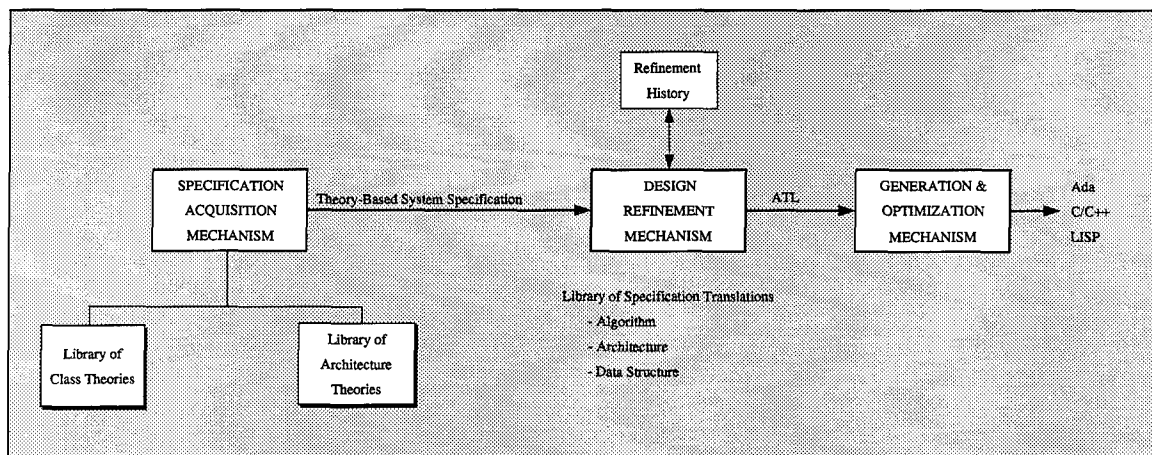 Refinement
History
SPECIFICATION
ACQUISITION
MECHANISM
Theory-Based System Specification
DESIGN
REFINEMENT
MECHANISM
ATL
GENERATION &
OPTIMIZATION
MECHANISM
Ada
C/C++
LISP
Library of
Class Theories
Library of
Architecture
Theories
Library of Specification Translations
- Algorithm
- Architecture
- Data Structure